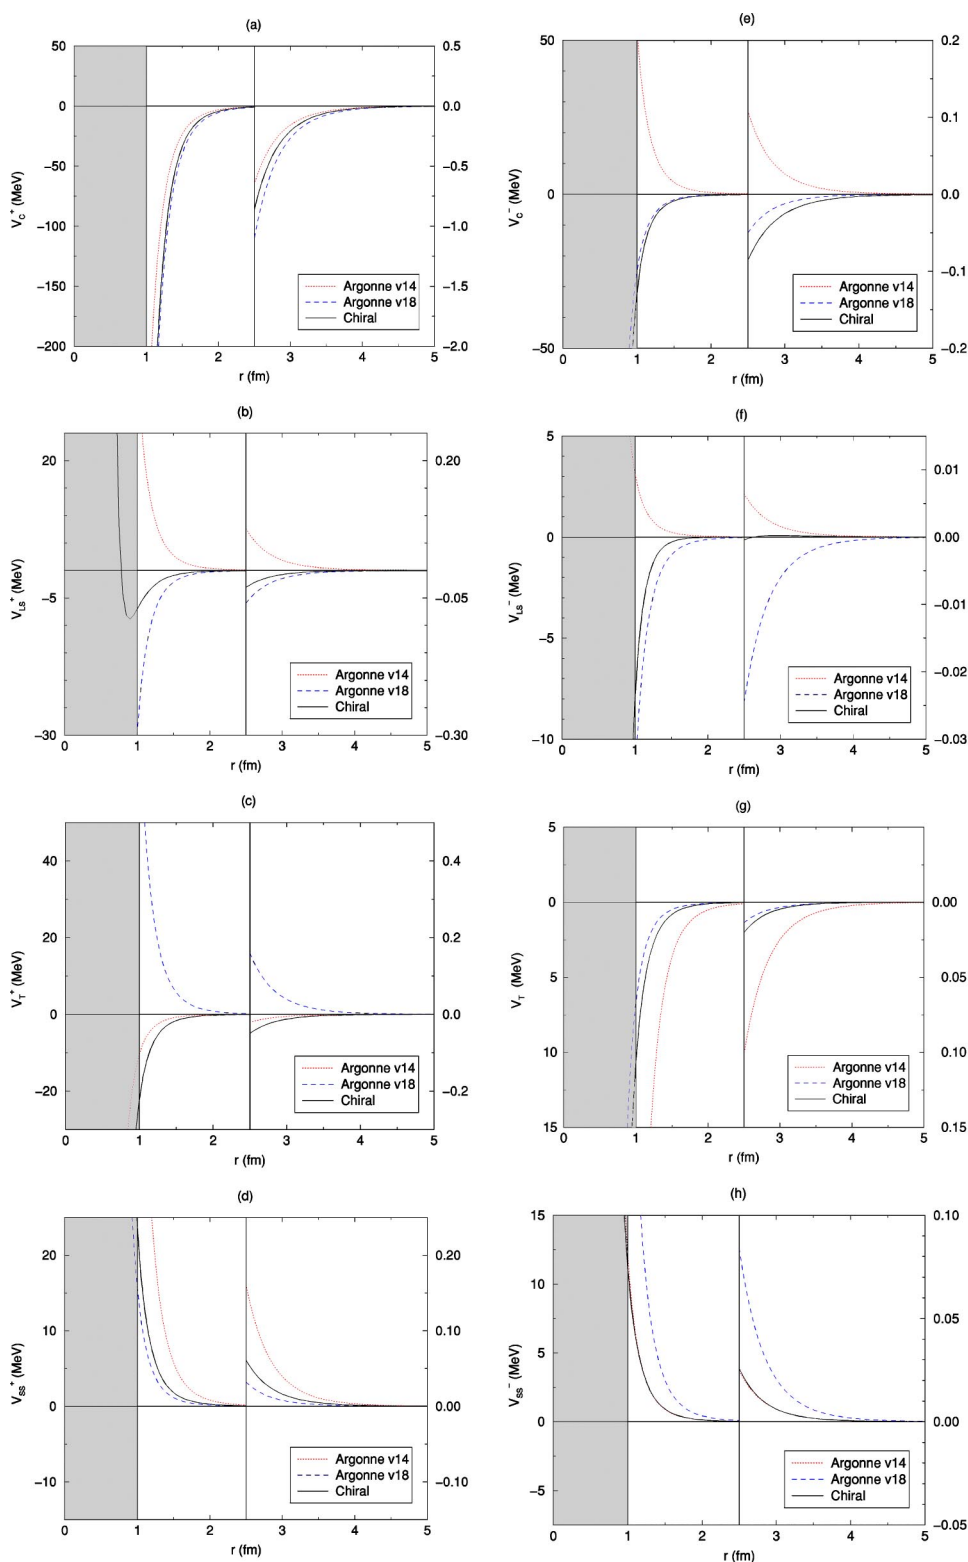 (a)
50
0
−50
−100
−150
−200
0.5
0.0
−0.5
−1.0
−1.5
−2.0
V_C^+ (MeV)
Argonne v14
Argonne v18
Chiral
0 1 2 3 4 5
r (fm)
(b)
20
−5
−30
0.20
−0.05
−0.30
V_LS^+ (MeV)
Argonne v14
Argonne v18
Chiral
0 1 2 3 4 5
r (fm)
(c)
40
20
0
−20
0.4
0.2
0.0
−0.2
V_T^+ (MeV)
Argonne v14
Argonne v18
Chiral
0 1 2 3 4 5
r (fm)
(d)
20
10
0
−10
0.20
0.10
0.00
−0.10
V_SS^+ (MeV)
Argonne v14
Argonne v18
Chiral
0 1 2 3 4 5
r (fm)
(e)
50
0
−50
0.2
0.1
0.0
−0.1
−0.2
V_C^− (MeV)
Argonne v14
Argonne v18
Chiral
0 1 2 3 4 5
r (fm)
(f)
5
0
−5
−10
0.01
0.00
−0.01
−0.02
−0.03
V_LS^− (MeV)
Argonne v14
Argonne v18
Chiral
0 1 2 3 4 5
r (fm)
(g)
5
0
5
10
15
0.00
0.05
0.10
0.15
V_T (MeV)
Argonne v14
Argonne v18
Chiral
0 1 2 3 4 5
r (fm)
(h)
15
10
5
0
−5
0.10
0.05
0.00
−0.05
V_SS^− (MeV)
Argonne v14
Argonne v18
Chiral
0 1 2 3 4 5
r (fm)